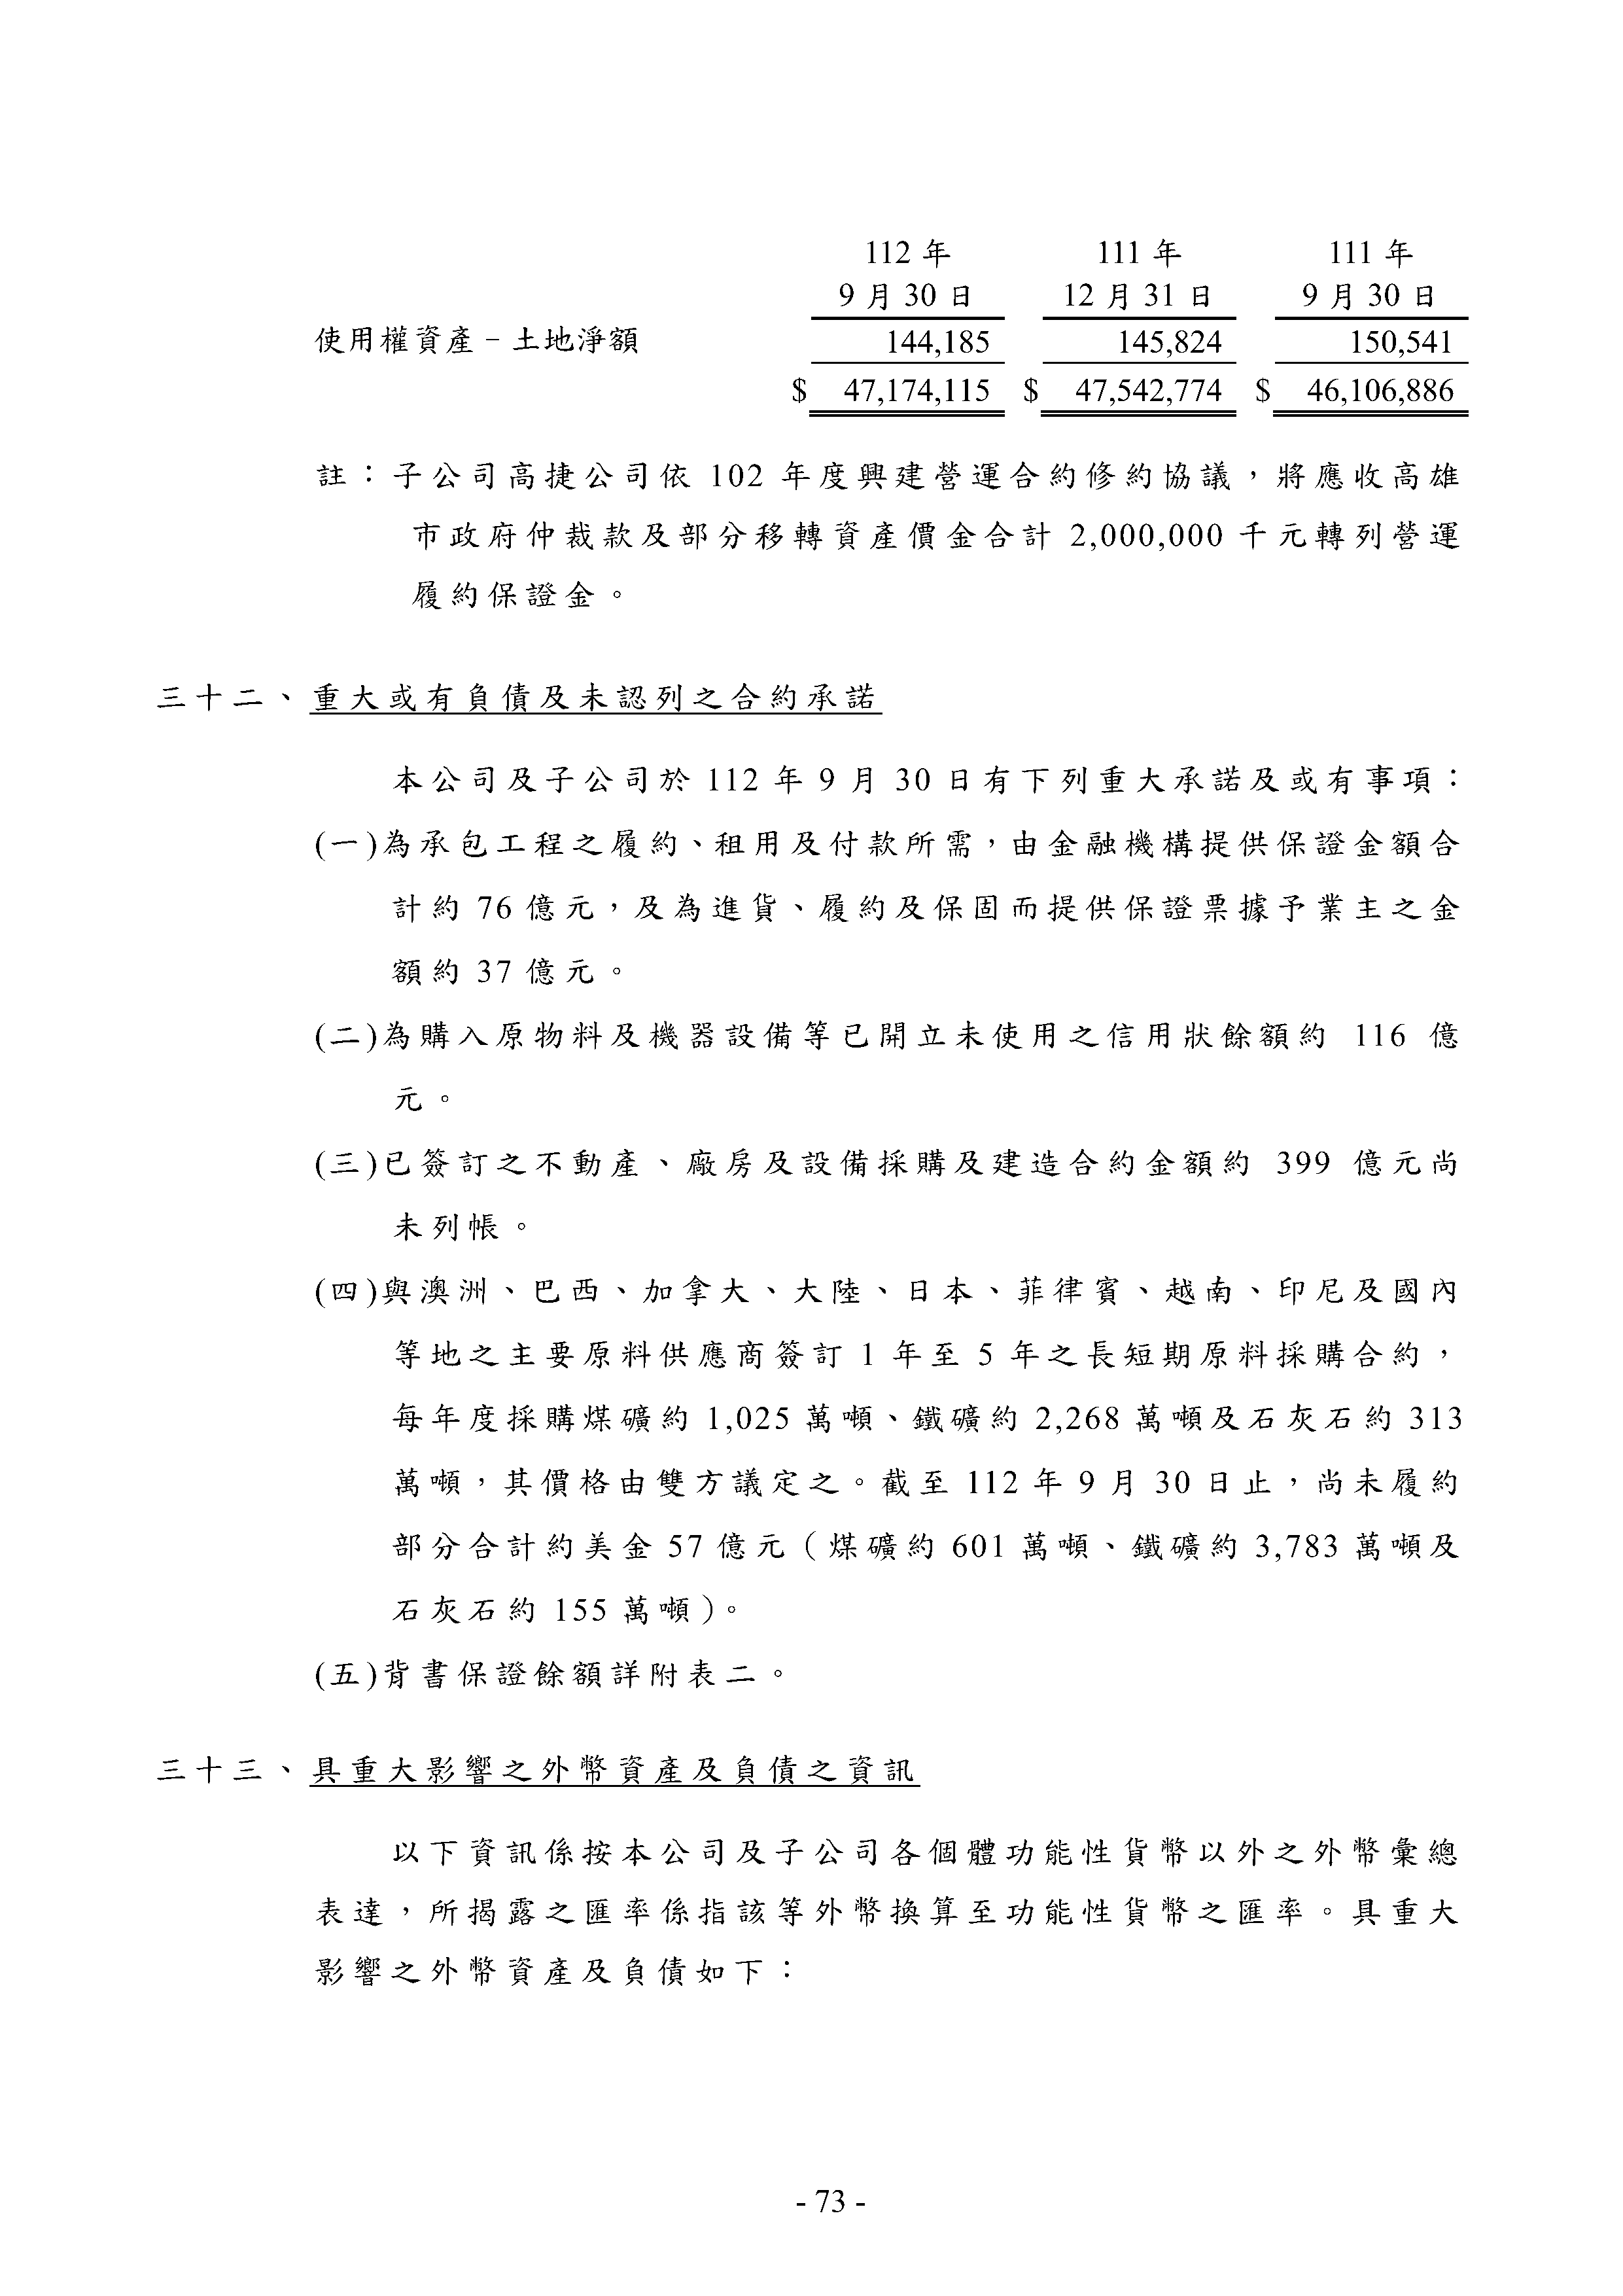 112 年 111 年 111 年
9 月 30 日 12 月 31 日 9 月 30 日
使用權資產－土地淨額 144,185 145,824 150,541
$ 47,174,115 $ 47,542,774 $ 46,106,886
註：子公司高捷公司依 102 年度興建營運合約修約協議，將應收高雄
市政府仲裁款及部分移轉資產價金合計 2,000,000 千元轉列營運
履約保證金。
三十二、重大或有負債及未認列之合約承諾
本公司及子公司於 112 年 9 月 30 日有下列重大承諾及或有事項：
(一)為承包工程之履約、租用及付款所需，由金融機構提供保證金額合
計約 76 億元，及為進貨、履約及保固而提供保證票據予業主之金
額約 37 億元。
(二)為購入原物料及機器設備等已開立未使用之信用狀餘額約 116 億
元。
(三)已簽訂之不動產、廠房及設備採購及建造合約金額約 399 億元尚
未列帳。
(四)與澳洲、巴西、加拿大、大陸、日本、菲律賓、越南、印尼及國內
等地之主要原料供應商簽訂 1 年至 5 年之長短期原料採購合約，
每年度採購煤礦約 1,025 萬噸、鐵礦約 2,268 萬噸及石灰石約 313
萬噸，其價格由雙方議定之。截至 112 年 9 月 30 日止，尚未履約
部分合計約美金 57 億元（煤礦約 601 萬噸、鐵礦約 3,783 萬噸及
石灰石約 155 萬噸）。
(五)背書保證餘額詳附表二。
三十三、具重大影響之外幣資產及負債之資訊
以下資訊係按本公司及子公司各個體功能性貨幣以外之外幣彙總
表達，所揭露之匯率係指該等外幣換算至功能性貨幣之匯率。具重大
影響之外幣資產及負債如下：
- 73 -